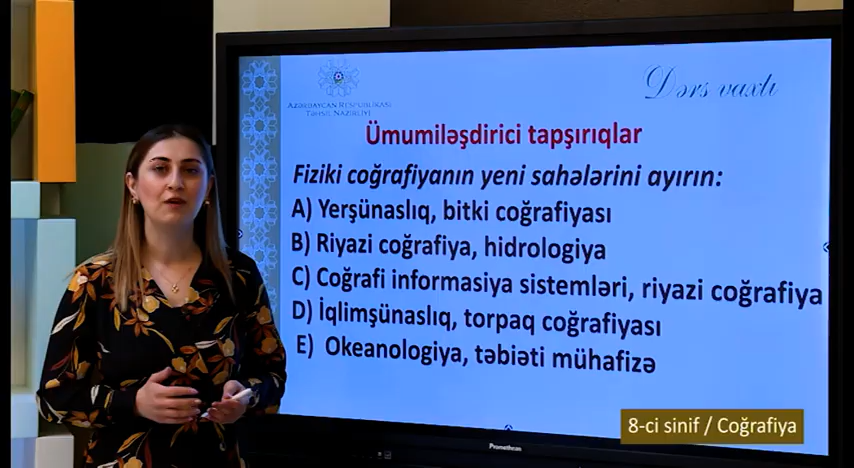 Dərs vaxtı
AZƏRBAYCAN RESPUBLİKASI
TƏHSİL NAZİRLİYİ
Ümumiləşdirici tapşırıqlar
Fiziki coğrafiyanın yeni sahələrini ayırın:
A) Yerşünaslıq, bitki coğrafiyası
B) Riyazi coğrafiya, hidrologiya
C) Coğrafi informasiya sistemləri, riyazi coğrafiya
D) İqlimşünaslıq, torpaq coğrafiyası
E) Okeanologiya, təbiəti mühafizə
8-ci sinif / Coğrafiya
Promethean